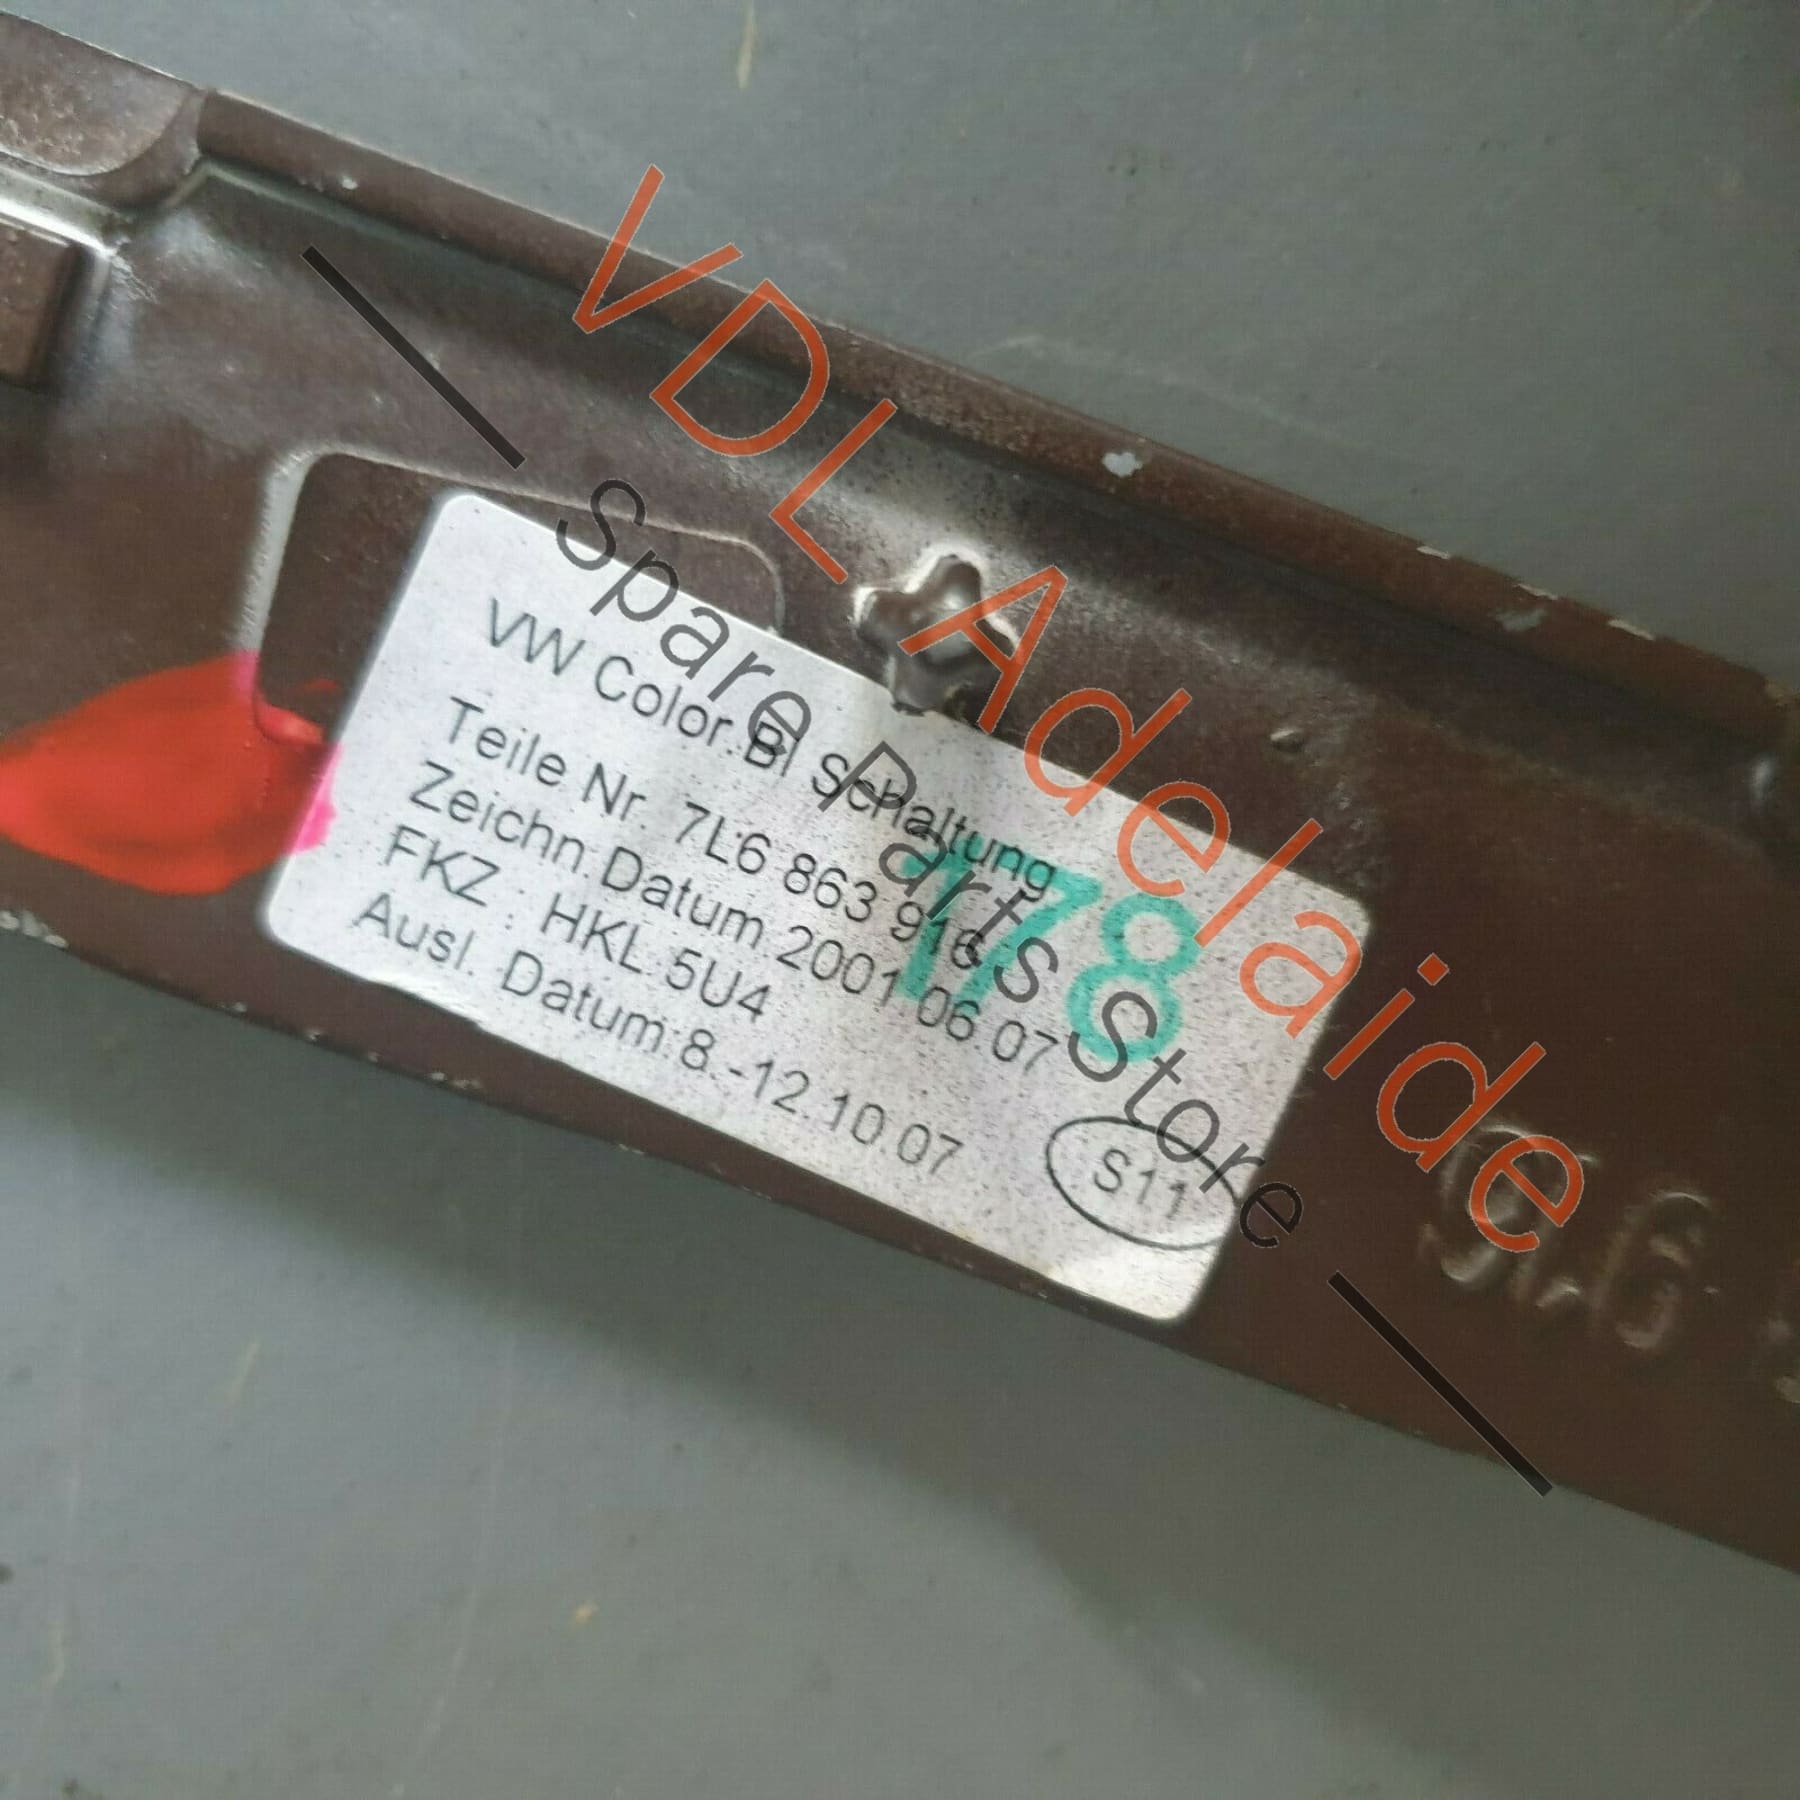 VDL Adelaide
Spare Parts Store
VW Color.Bl Schaltung
Teile Nr. 7L6 863 916
Zeichn.Datum.2001.06.07
FKZ : HKL 5U4
Ausl. Datum:8.-12.10.07
178
S11